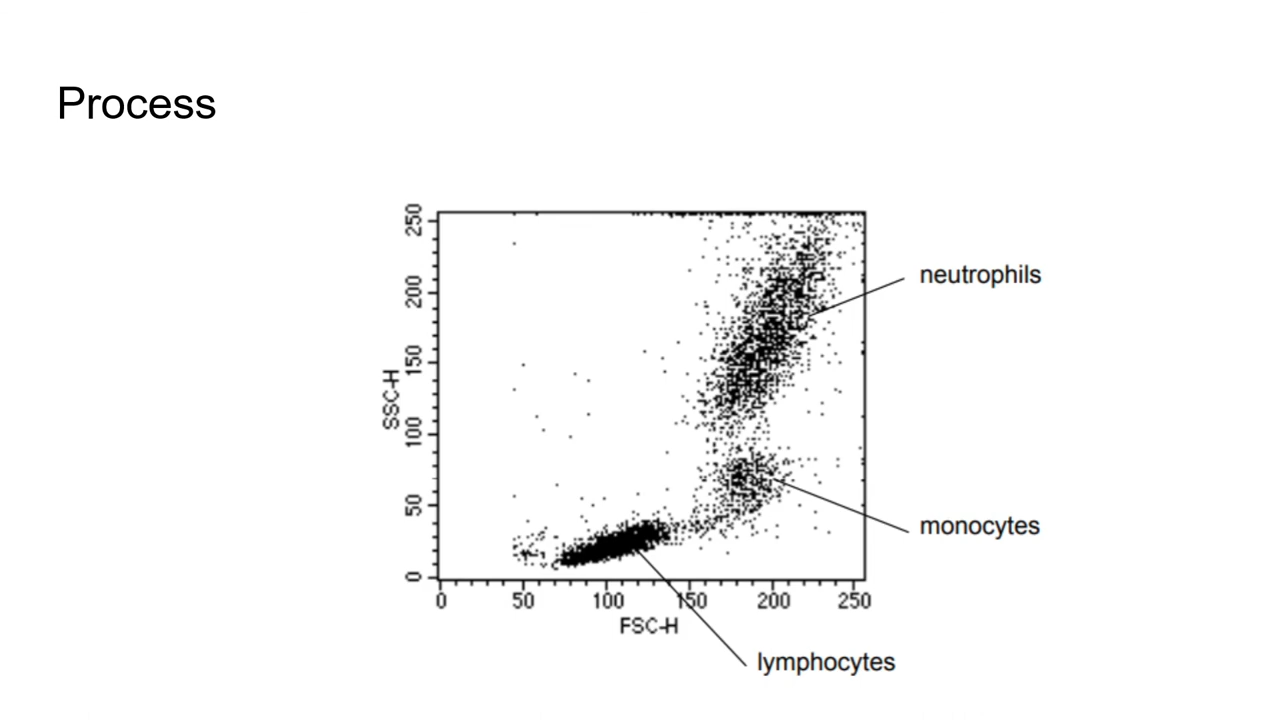 Process
250
200
150
100
50
0
SSC-H
neutrophils
monocytes
0 50 100 150 200 250
FSC-H
lymphocytes